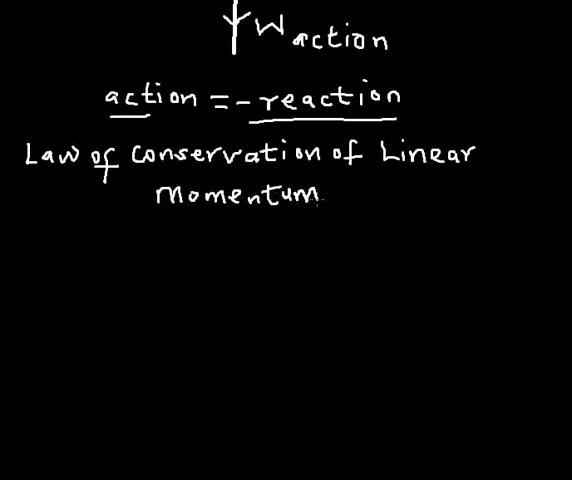 W action
action = - reaction
Law of conservation of Linear
Momentum